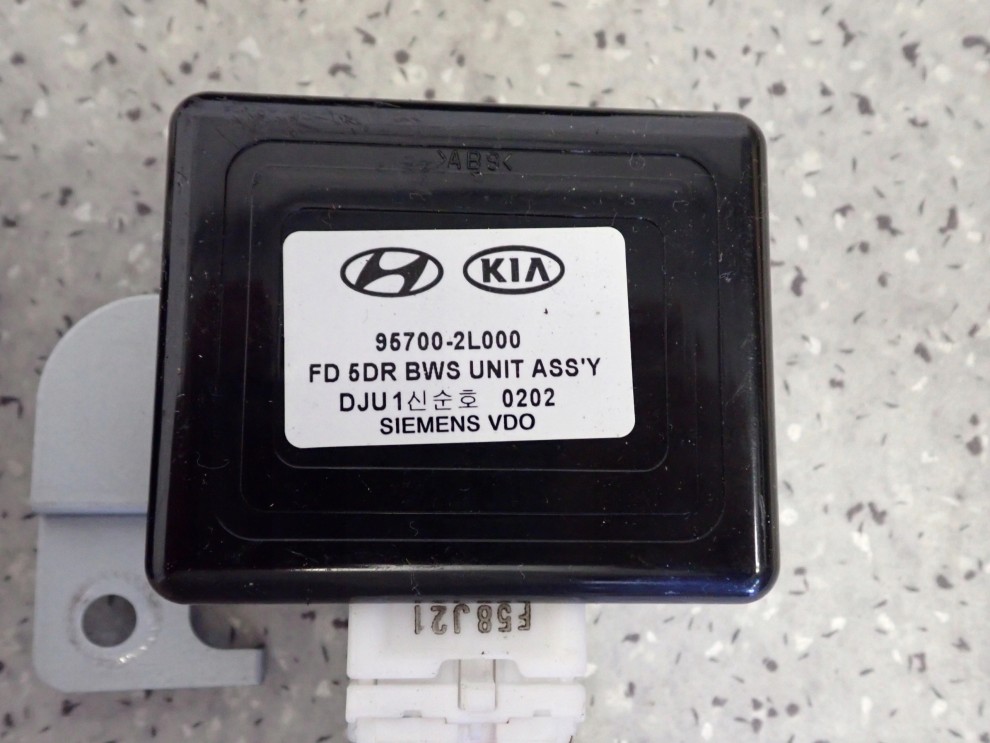 >ABS<
KIA
95700-2L000
FD 5DR BWS UNIT ASS'Y
DJU1신순호 0202
SIEMENS VDO
F58J21